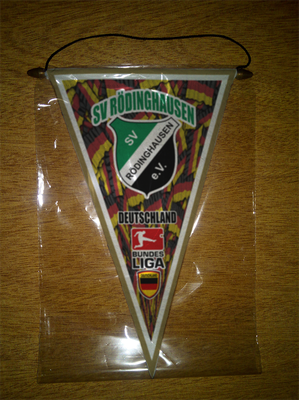 SV RÖDINGHAUSEN
SV
RÖDINGHAUSEN
e.V.
DEUTSCHLAND
BUNDES
LIGA